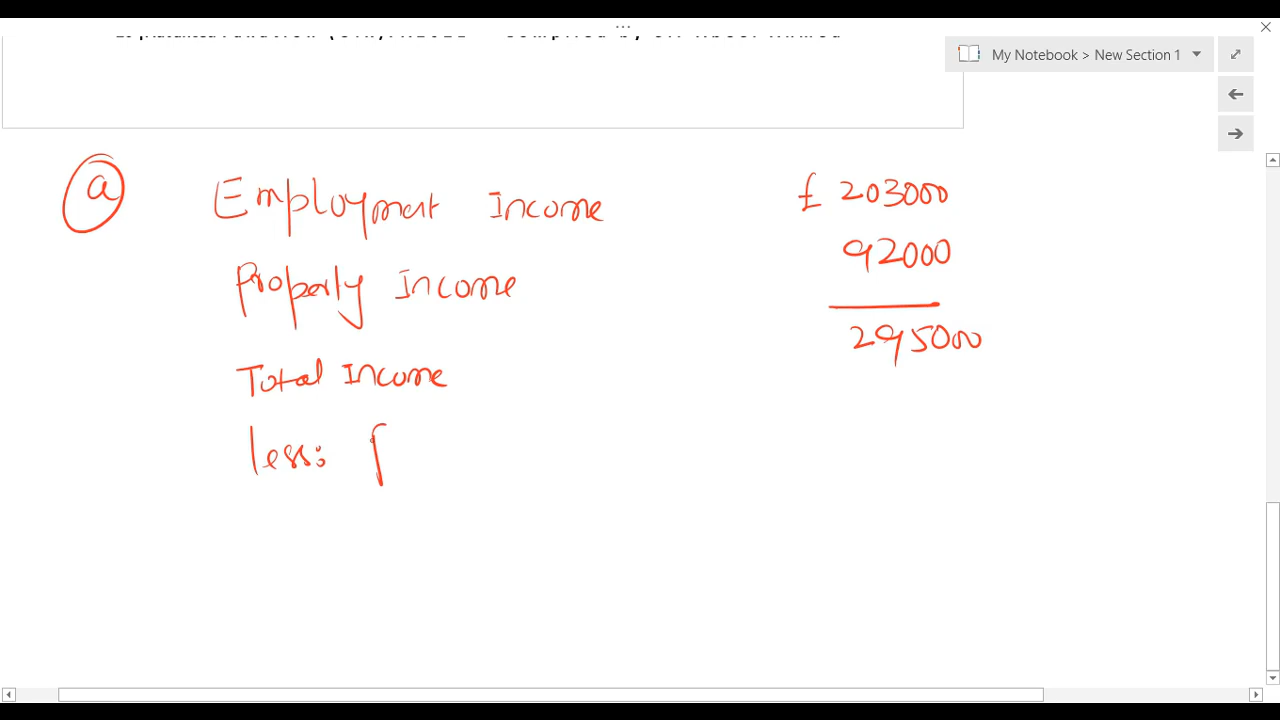 My Notebook > New Section 1
a Employment Income £ 203000
Property Income 92000
Total Income 295000
less: